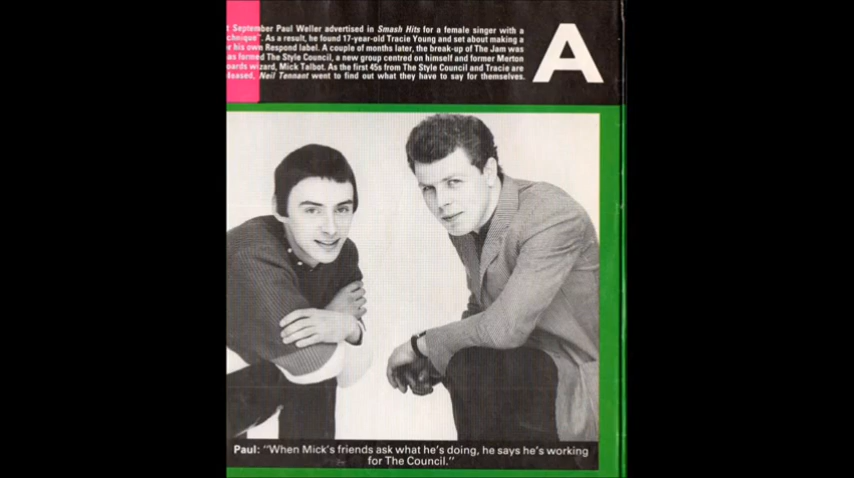 t September Paul Weller advertised in Smash Hits for a female singer with a
chnique". As a result, he found 17-year-old Tracie Young and set about making a
r his own Respond label. A couple of months later, the break-up of The Jam was
as formed The Style Council, a new group centred on himself and former Merton
oards wizard, Mick Talbot. As the first 45s from The Style Council and Tracie are
leased, Neil Tennant went to find out what they have to say for themselves.
A
Paul: "When Mick's friends ask what he's doing, he says he's working
for The Council."